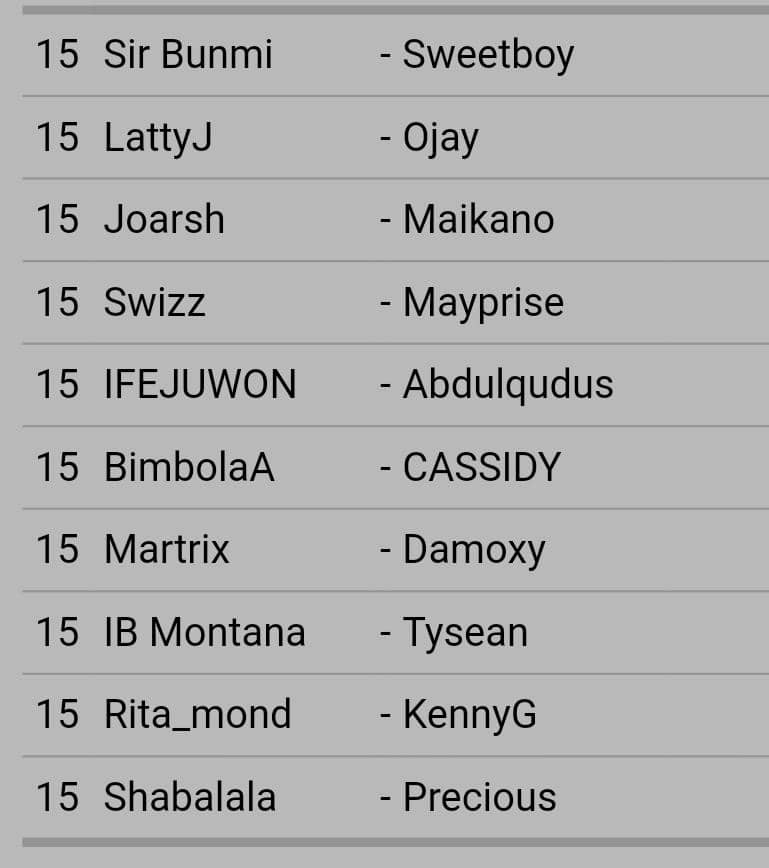 15 Sir Bunmi - Sweetboy
15 LattyJ - Ojay
15 Joarsh - Maikano
15 Swizz - Mayprise
15 IFEJUWON - Abdulqudus
15 BimbolaA - CASSIDY
15 Martrix - Damoxy
15 IB Montana - Tysean
15 Rita_mond - KennyG
15 Shabalala - Precious